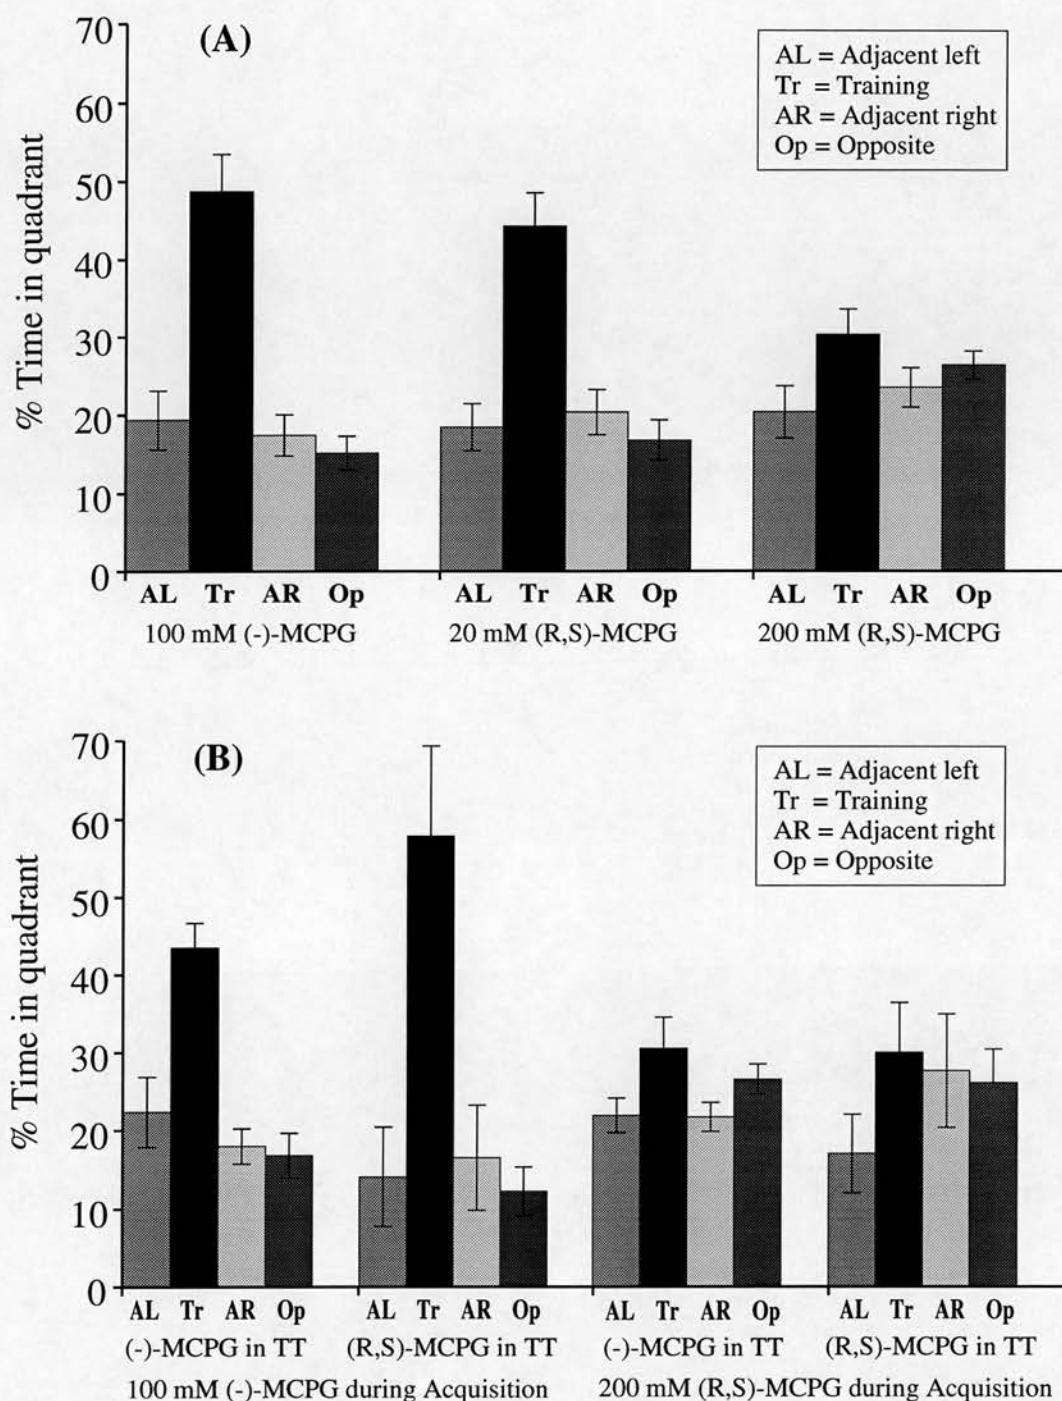 (A)
AL = Adjacent left
Tr = Training
AR = Adjacent right
Op = Opposite
% Time in quadrant
70
60
50
40
30
20
10
0
AL Tr AR Op AL Tr AR Op AL Tr AR Op
100 mM (-)-MCPG 20 mM (R,S)-MCPG 200 mM (R,S)-MCPG
(B)
AL = Adjacent left
Tr = Training
AR = Adjacent right
Op = Opposite
% Time in quadrant
70
60
50
40
30
20
10
0
AL Tr AR Op AL Tr AR Op AL Tr AR Op AL Tr AR Op
(-)-MCPG in TT (R,S)-MCPG in TT (-)-MCPG in TT (R,S)-MCPG in TT
100 mM (-)-MCPG during Acquisition 200 mM (R,S)-MCPG during Acquisition